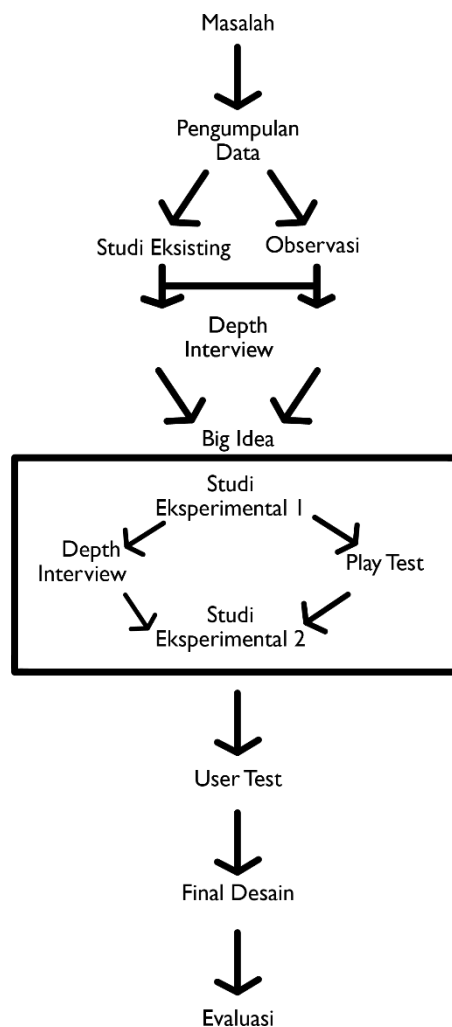 Masalah
Pengumpulan
Data
Studi Eksisting
Observasi
Depth
Interview
Big Idea
Studi
Eksperimental 1
Depth
Interview
Play Test
Studi
Eksperimental 2
User Test
Final Desain
Evaluasi